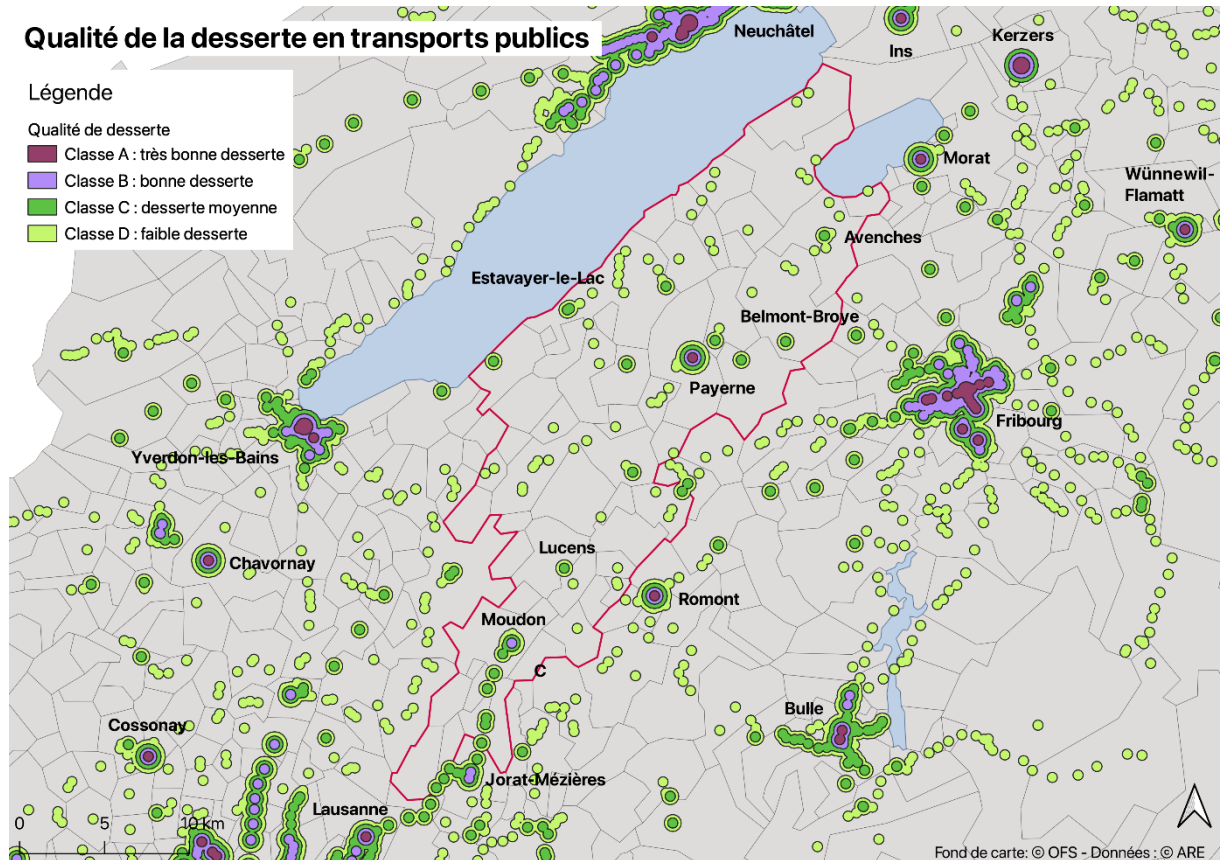 Qualité de la desserte en transports publics
Légende
Qualité de desserte
Classe A : très bonne desserte
Classe B : bonne desserte
Classe C : desserte moyenne
Classe D : faible desserte
Neuchâtel
Ins
Kerzers
Morat
Wünnewil-
Flamatt
Avenches
Estavayer-le-Lac
Belmont-Broye
Payerne
Fribourg
Yverdon-les-Bains
Lucens
Chavornay
Romont
Moudon
C
Bulle
Cossonay
Jorat-Mézières
Lausanne
0 5 10 km
Fond de carte: © OFS - Données : © ARE